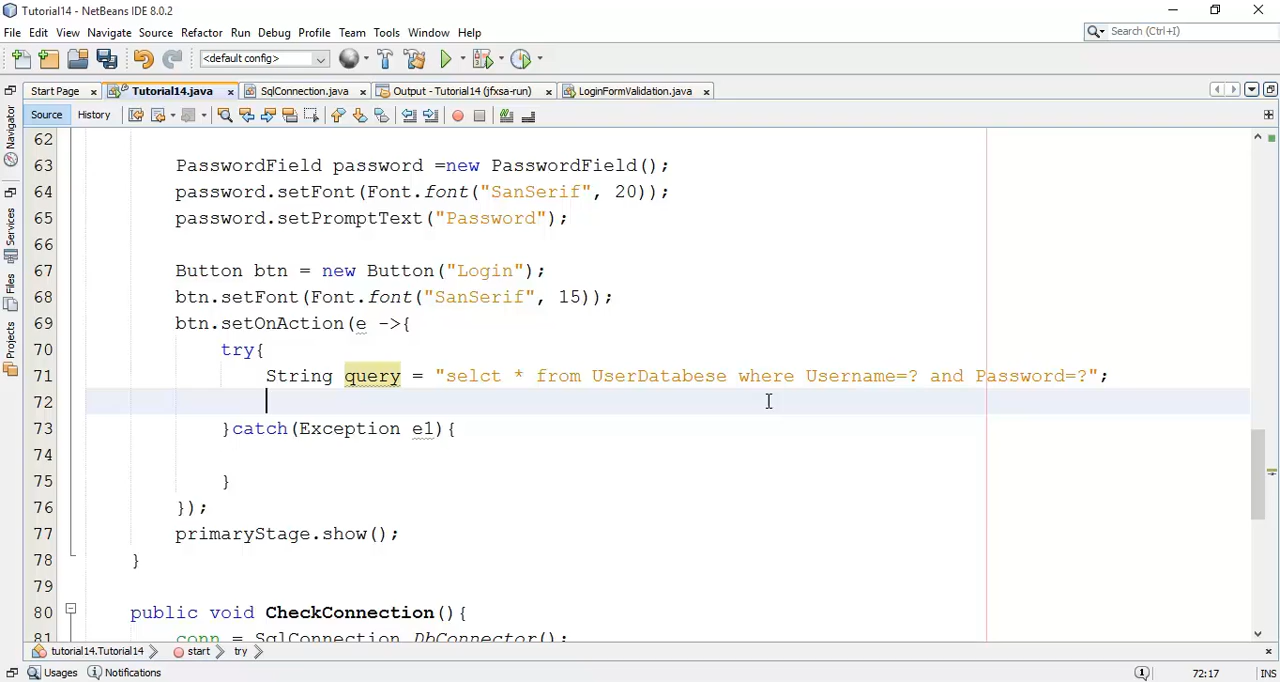 Tutorial14 - NetBeans IDE 8.0.2
File Edit View Navigate Source Refactor Run Debug Profile Team Tools Window Help
Search (Ctrl+I)
<default config>
Start Page Tutorial14.java SqlConnection.java Output - Tutorial14 (jfxsa-run) LoginFormValidation.java
Source History
Navigator
Services
Files
Projects
62
63 PasswordField password =new PasswordField();
64 password.setFont(Font.font("SanSerif", 20));
65 password.setPromptText("Password");
66
67 Button btn = new Button("Login");
68 btn.setFont(Font.font("SanSerif", 15));
69 btn.setOnAction(e ->{
70 try{
71 String query = "selct * from UserDatabese where Username=? and Password=?";
72
73 }catch(Exception e1){
74
75 }
76 });
77 primaryStage.show();
78 }
79
80 public void CheckConnection(){
81 conn = SqlConnection.DbConnector();
tutorial14.Tutorial14 start try
Usages Notifications 1 72:17 INS